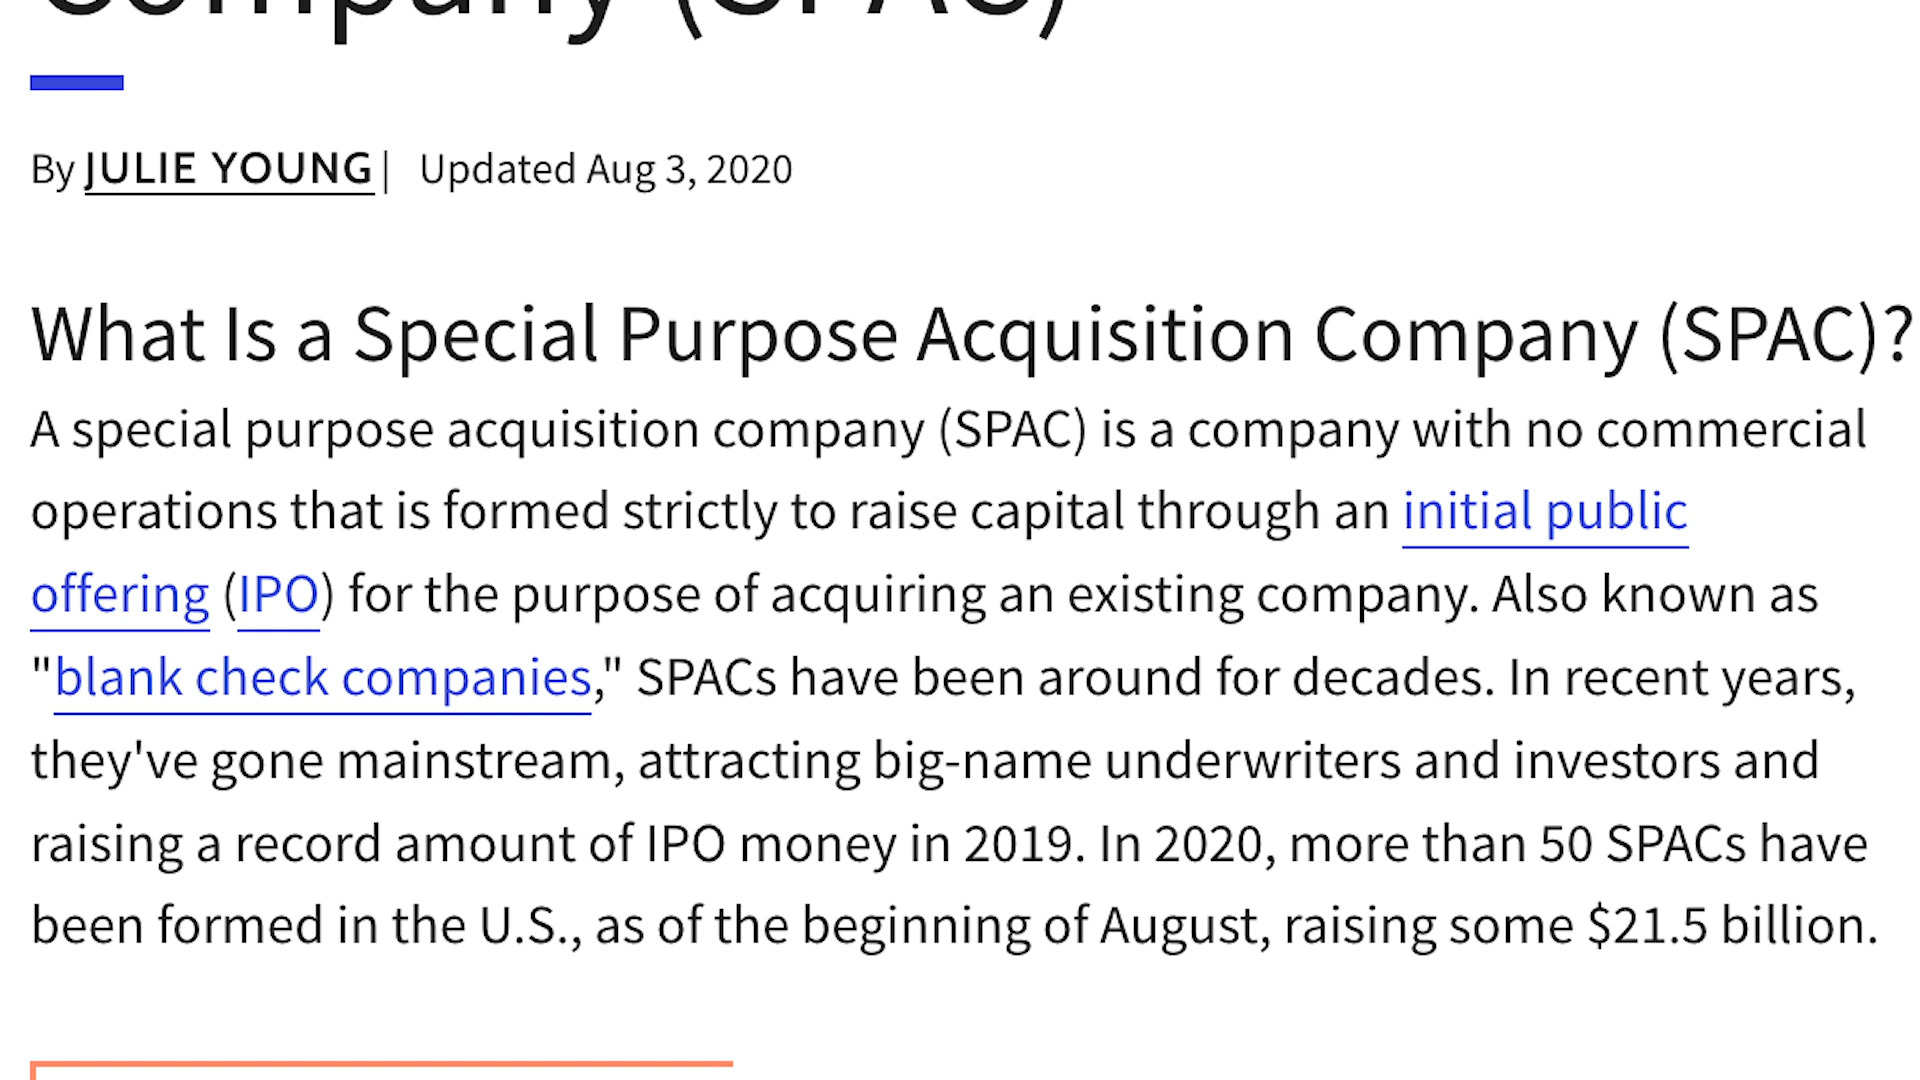 Company (SPAC)
By JULIE YOUNG | Updated Aug 3, 2020
What Is a Special Purpose Acquisition Company (SPAC)?
A special purpose acquisition company (SPAC) is a company with no commercial
operations that is formed strictly to raise capital through an initial public
offering (IPO) for the purpose of acquiring an existing company. Also known as
"blank check companies," SPACs have been around for decades. In recent years,
they've gone mainstream, attracting big-name underwriters and investors and
raising a record amount of IPO money in 2019. In 2020, more than 50 SPACs have
been formed in the U.S., as of the beginning of August, raising some $21.5 billion.